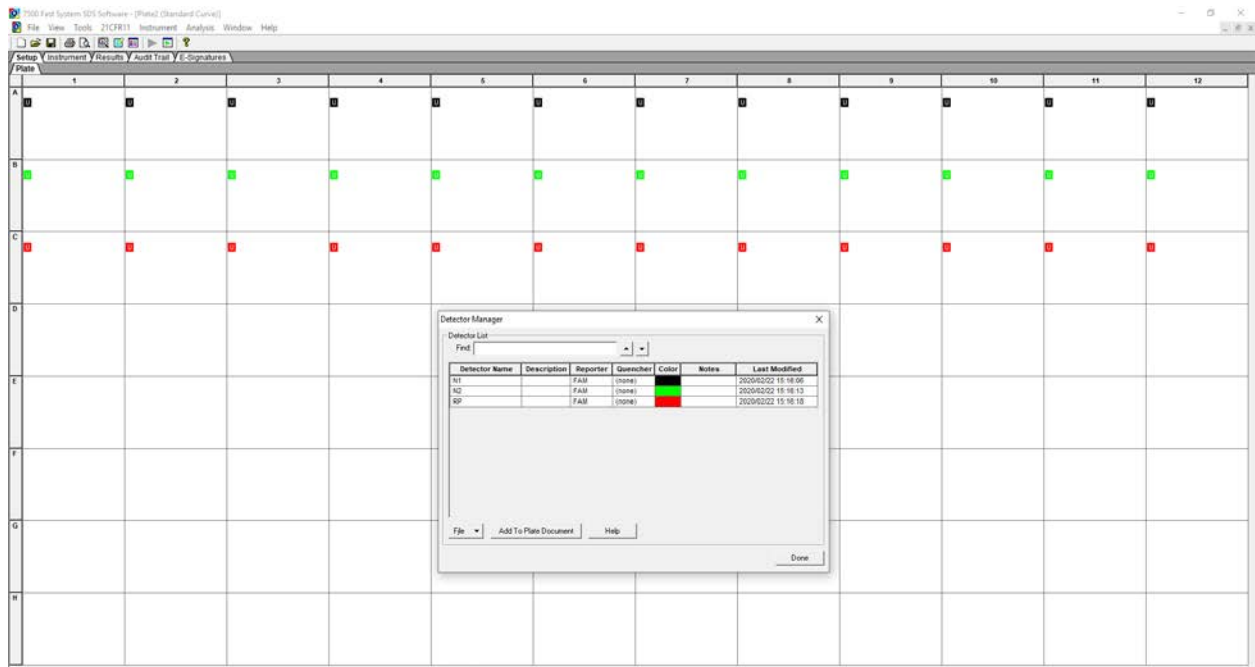 7500 Fast System SDS Software - [Plate2 (Standard Curve)]
File View Tools 21CFR11 Instrument Analysis Window Help
Setup Instrument Results Audit Trail E-Signatures
Plate
1 2 3 4 5 6 7 8 9 10 11 12
A
U U U U U U U U U U U U
B
U U U U U U U U U U U U
C
U U U U U U U U U U U U
D
Detector Manager
Detector List
Find:
Detector Name Description Reporter Quencher Color Notes Last Modified
N1 FAM (none) 2020/02/22 15:16:06
N2 FAM (none) 2020/02/22 15:16:13
RP FAM (none) 2020/02/22 15:16:18
E
F
G
File Add To Plate Document Help
Done
H